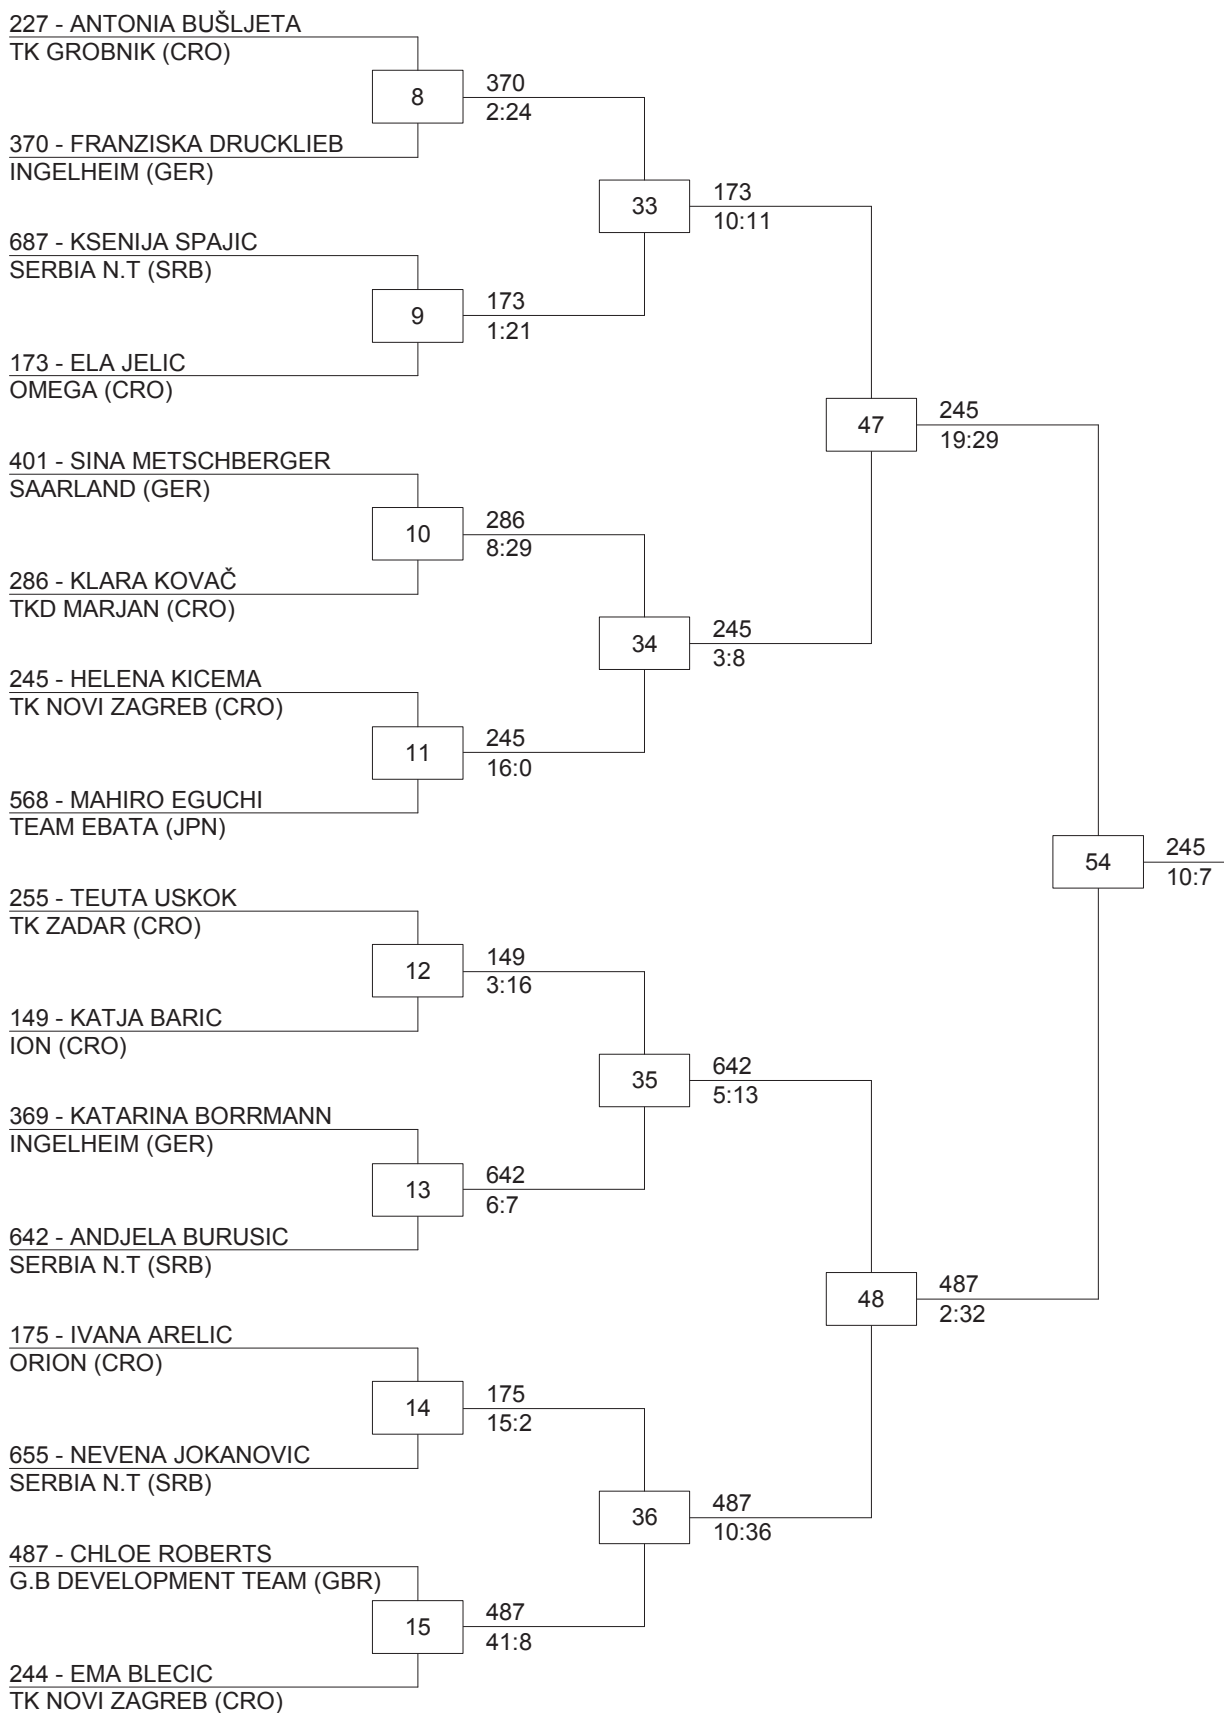 227 - ANTONIA BUŠLJETA
TK GROBNIK (CRO)
8
370
2:24
370 - FRANZISKA DRUCKLIEB
INGELHEIM (GER)
33
173
10:11
687 - KSENIJA SPAJIC
SERBIA N.T (SRB)
9
173
1:21
173 - ELA JELIC
OMEGA (CRO)
47
245
19:29
401 - SINA METSCHBERGER
SAARLAND (GER)
10
286
8:29
286 - KLARA KOVAČ
TKD MARJAN (CRO)
34
245
3:8
245 - HELENA KICEMA
TK NOVI ZAGREB (CRO)
11
245
16:0
568 - MAHIRO EGUCHI
TEAM EBATA (JPN)
54
245
10:7
255 - TEUTA USKOK
TK ZADAR (CRO)
12
149
3:16
149 - KATJA BARIC
ION (CRO)
35
642
5:13
369 - KATARINA BORRMANN
INGELHEIM (GER)
13
642
6:7
642 - ANDJELA BURUSIC
SERBIA N.T (SRB)
48
487
2:32
175 - IVANA ARELIC
ORION (CRO)
14
175
15:2
655 - NEVENA JOKANOVIC
SERBIA N.T (SRB)
36
487
10:36
487 - CHLOE ROBERTS
G.B DEVELOPMENT TEAM (GBR)
15
487
41:8
244 - EMA BLECIC
TK NOVI ZAGREB (CRO)